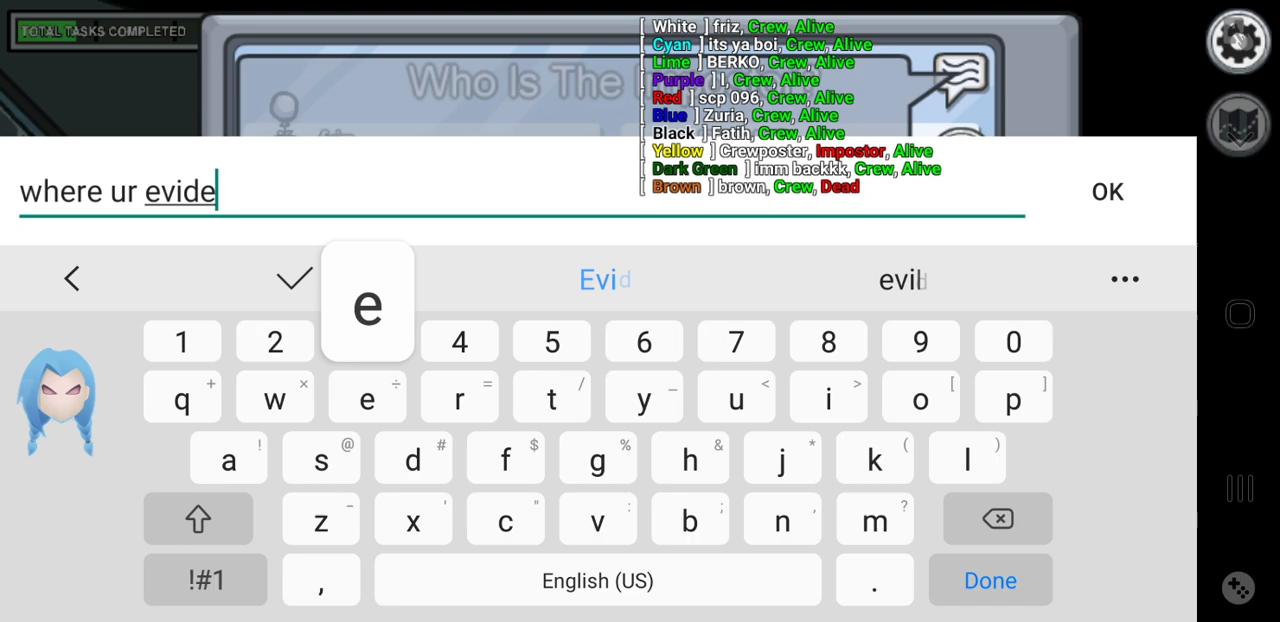 TOTAL TASKS COMPLETED
Who Is The
[ White ] friz, Crew, Alive
[ Cyan ] its ya boi, Crew, Alive
[ Lime ] BERKO, Crew, Alive
[ Purple ] I, Crew, Alive
[ Red ] scp 096, Crew, Alive
[ Blue ] Zuria, Crew, Alive
[ Black ] Fatih, Crew, Alive
[ Yellow ] Crewposter, Impostor, Alive
[ Dark Green ] imm backkk, Crew, Alive
[ Brown ] brown, Crew, Dead
where ur evide
OK
e
Evid
evil
1 2 4 5 6 7 8 9 0
q + w × e ÷ r = t / y _ u < i > o [ p ]
a ! s @ d # f $ g % h & j * k ( l )
z - x ' c " v : b ; n , m ?
!#1 , English (US) . Done